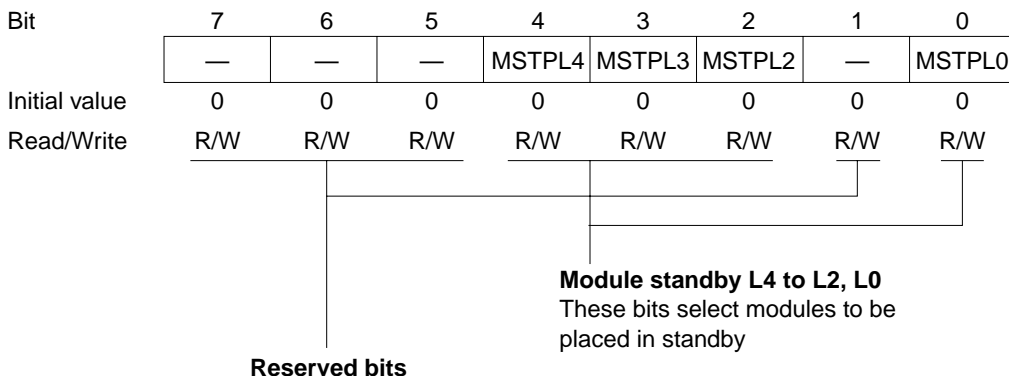 Bit 7 6 5 4 3 2 1 0
— — — MSTPL4 MSTPL3 MSTPL2 — MSTPL0
Initial value 0 0 0 0 0 0 0 0
Read/Write R/W R/W R/W R/W R/W R/W R/W R/W
Module standby L4 to L2, L0
These bits select modules to be
placed in standby
Reserved bits